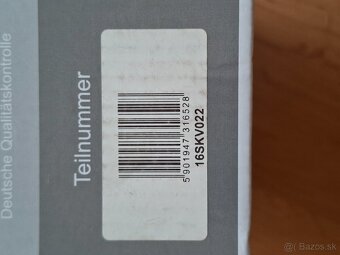 Deutsche Qualitätskontrolle
Teilnummer
5 901947 316528
16SKV022
Bazos.sk